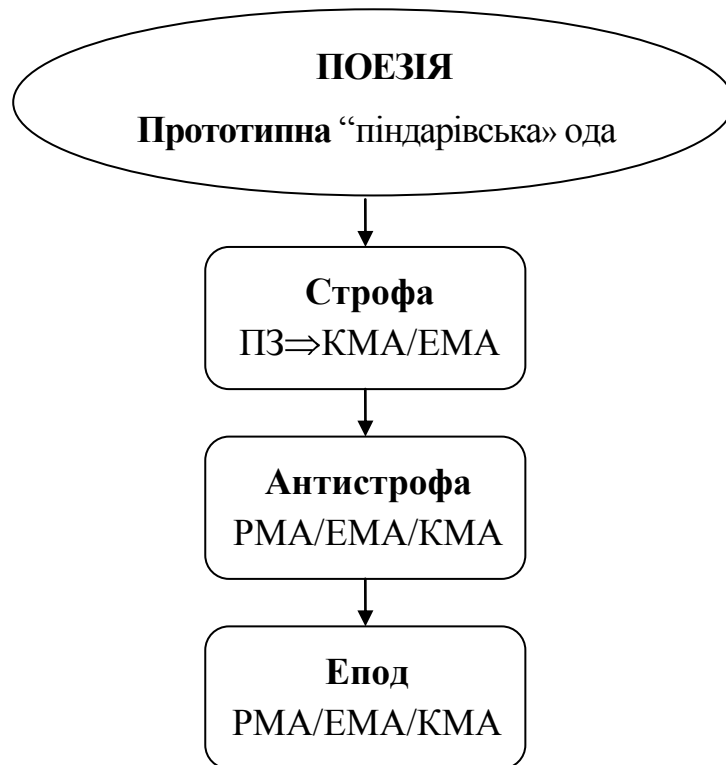 ПОЕЗІЯ
Прототипна “піндарівська» ода
Строфа
ПЗ⇒КМА/ЕМА
Антистрофа
РМА/ЕМА/КМА
Епод
РМА/ЕМА/КМА